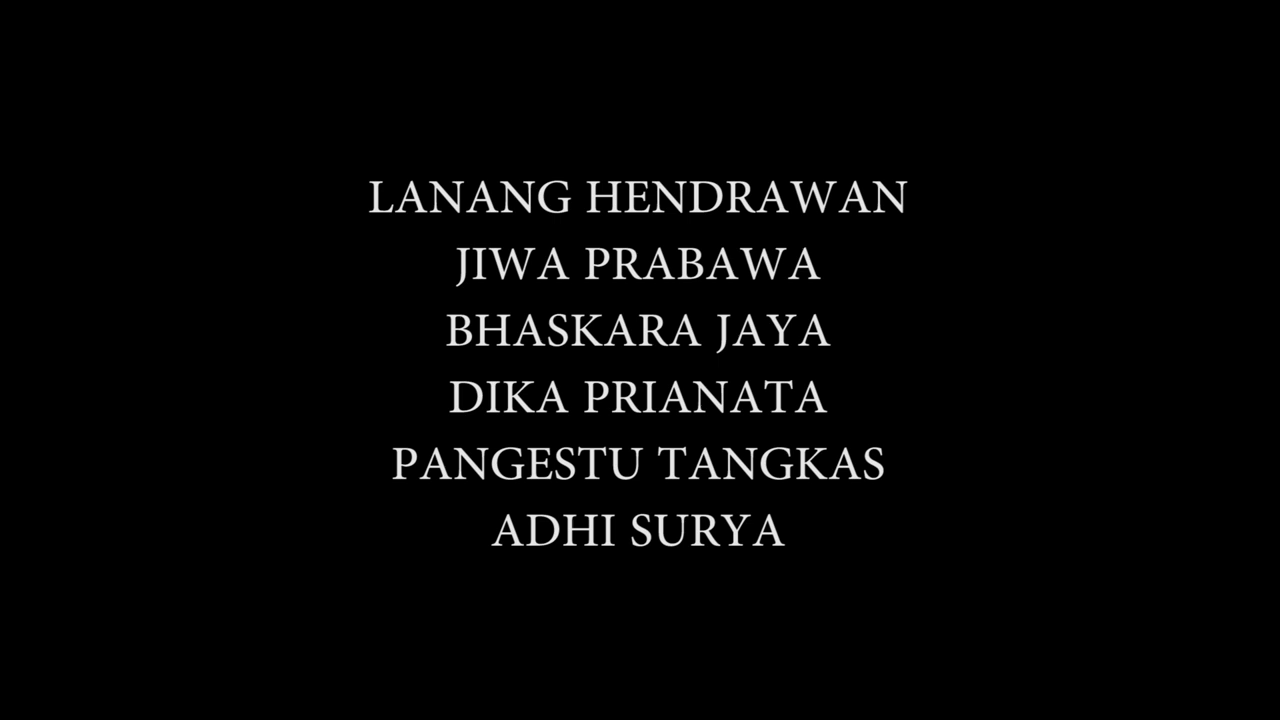 LANANG HENDRAWAN
JIWA PRABAWA
BHASKARA JAYA
DIKA PRIANATA
PANGESTU TANGKAS
ADHI SURYA